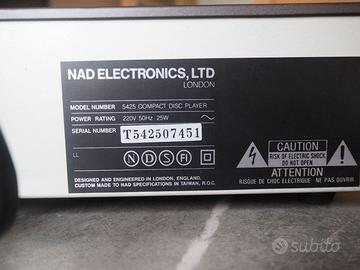 NAD ELECTRONICS, LTD
LONDON
MODEL NUMBER 5425 COMPACT DISC PLAYER
POWER RATING 220V 50Hz 25W
SERIAL NUMBER T542507451
LL
N D S FI
DESIGNED AND ENGINEERED IN LONDON, ENGLAND.
CUSTOM MADE TO NAD SPECIFICATIONS IN TAIWAN, R.O.C.
CAUTION
RISK OF ELECTRIC SHOCK
DO NOT OPEN
ATTENTION
RISQUE DE CHOC ELECTRIQUE NE PAS OUVRIR
subito